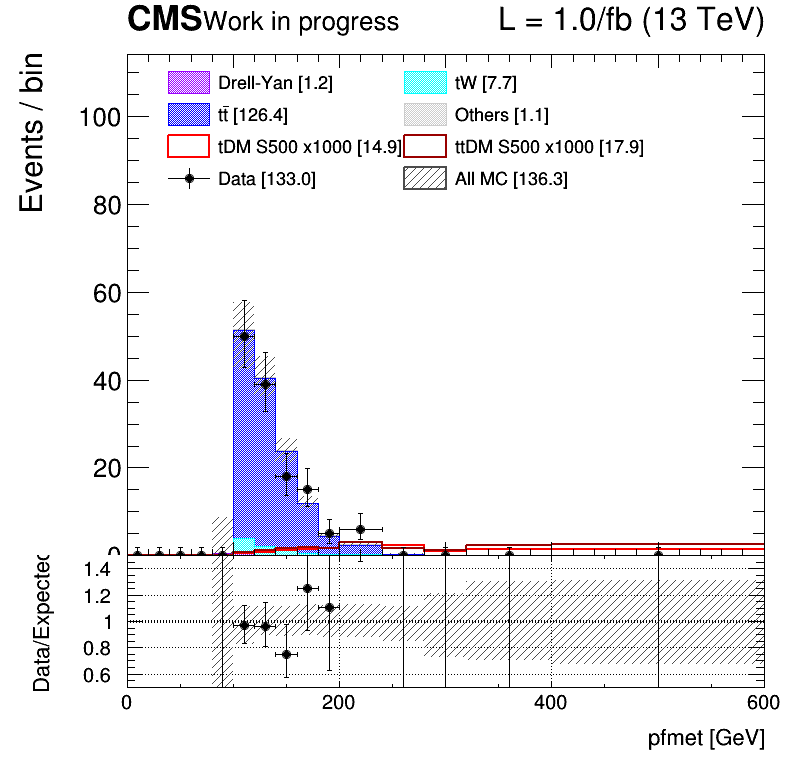 CMS Work in progress L = 1.0/fb (13 TeV)
Drell-Yan [1.2] tW [7.7]
tt̄ [126.4] Others [1.1]
tDM S500 x1000 [14.9] ttDM S500 x1000 [17.9]
Data [133.0] All MC [136.3]
Events / bin
100
80
60
40
20
0
Data/Expected
1.4
1.2
1
0.8
0.6
0 200 400 600
pfmet [GeV]